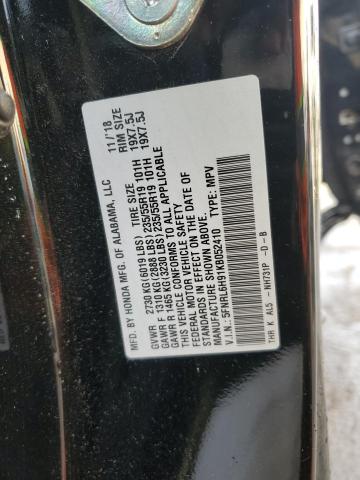 MFD. BY HONDA MFG. OF ALABAMA, LLC 11/'18
TIRE SIZE RIM SIZE
GVWR 2730 KG(6019 LBS)
GAWR F 1310 KG(2888 LBS) 235/55R19 101H 19X7.5J
GAWR R 1465 KG(3230 LBS) 235/55R19 101H 19X7.5J
THIS VEHICLE CONFORMS TO ALL APPLICABLE
FEDERAL MOTOR VEHICLE SAFETY
STANDARDS IN EFFECT ON THE DATE OF
MANUFACTURE SHOWN ABOVE.
V.I.N.: 5FNRL6H91KB052410 TYPE: MPV
THR K AL5 - NH731P -D-B